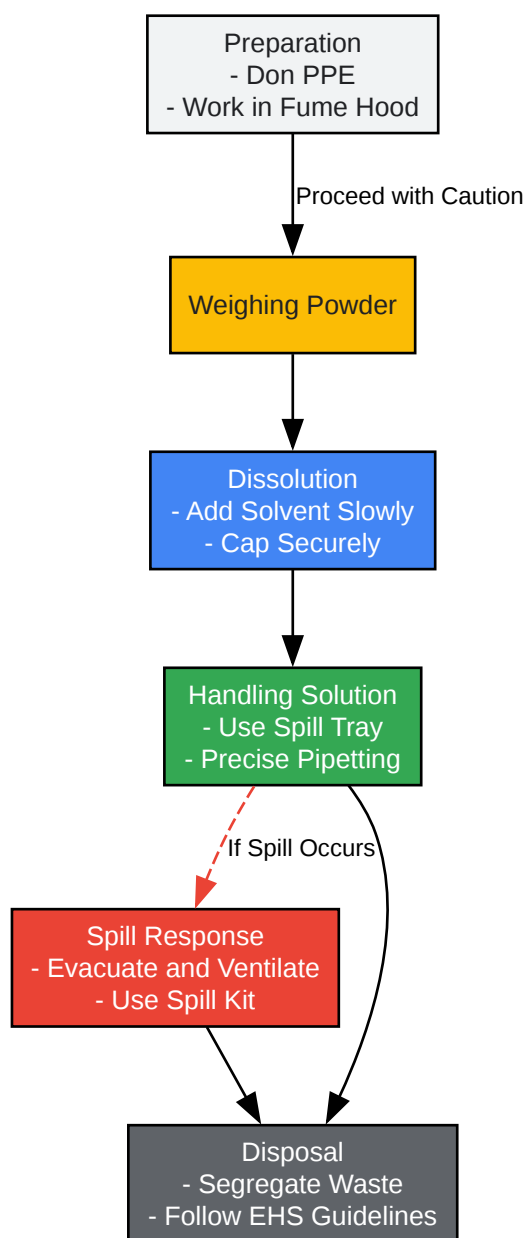 Preparation
- Don PPE
- Work in Fume Hood
Proceed with Caution
Weighing Powder
Dissolution
- Add Solvent Slowly
- Cap Securely
Handling Solution
- Use Spill Tray
- Precise Pipetting
If Spill Occurs
Spill Response
- Evacuate and Ventilate
- Use Spill Kit
Disposal
- Segregate Waste
- Follow EHS Guidelines